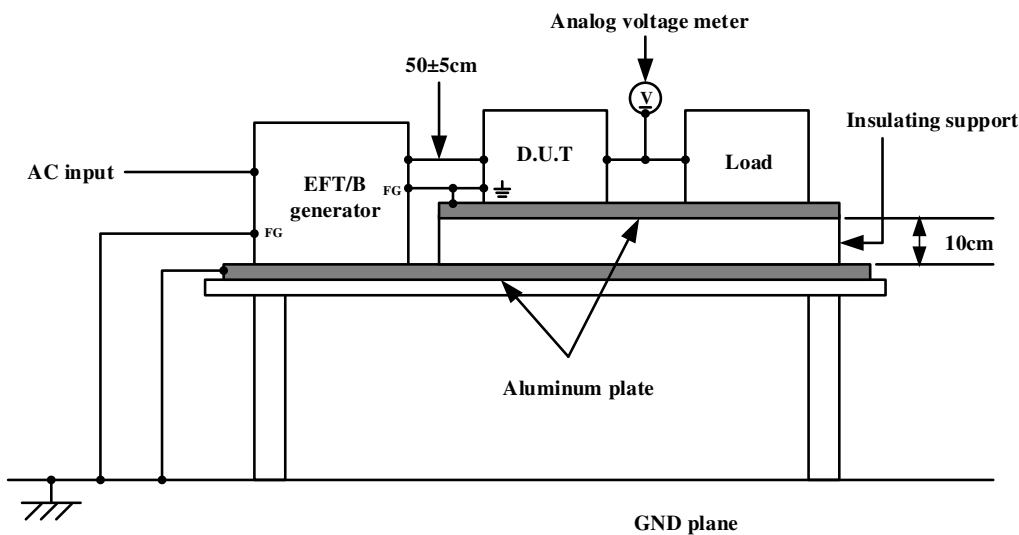 Analog voltage meter
50±5cm
V
Insulating support
D.U.T
Load
AC input
EFT/B
generator
FG
FG
10cm
Aluminum plate
GND plane